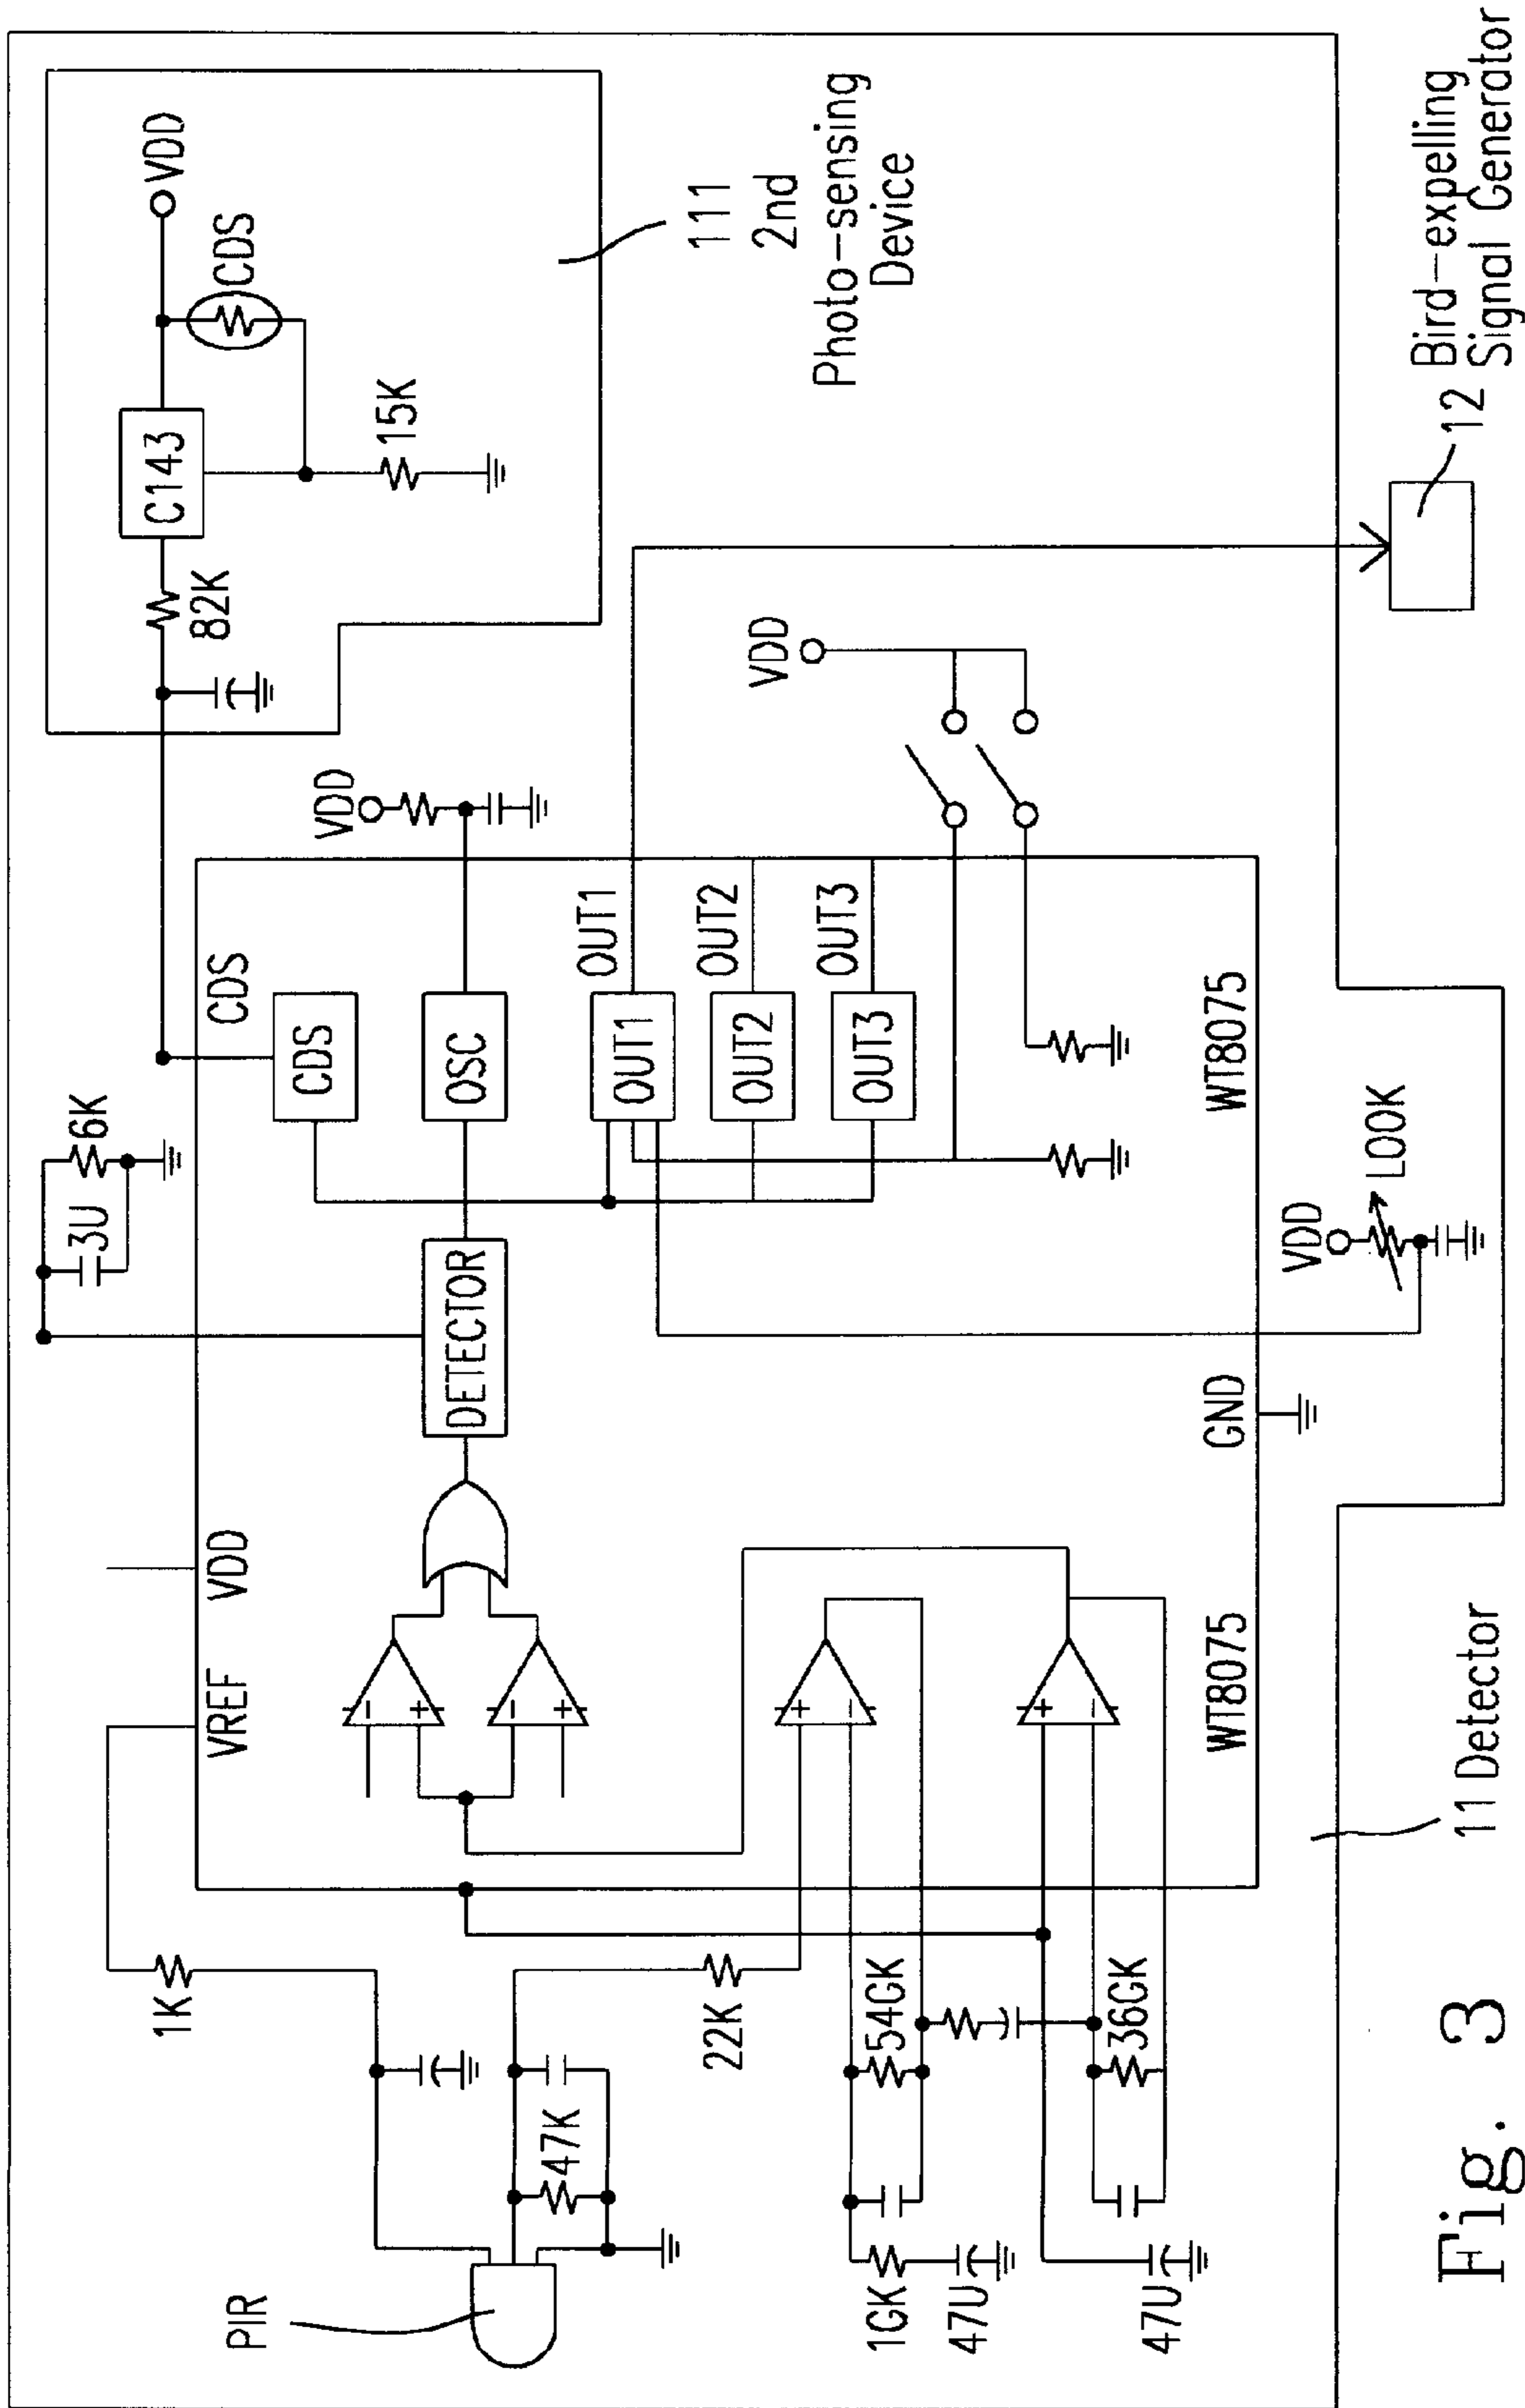 PIR
1K
47K
22K
1GK
47U
54GK
47U
36GK
VREF
VDD
3U
6K
DETECTOR
CDS
CDS
OSC
VDD
OUT1
OUT1
OUT2
OUT2
OUT3
OUT3
WT8075
GND
WT8075
VDD
LOOK
VDD
82K
C143
CDS
VDD
15K
111
2nd
Photo-sensing
Device
12 Bird-expelling
Signal Generator
11 Detector
Fig. 3